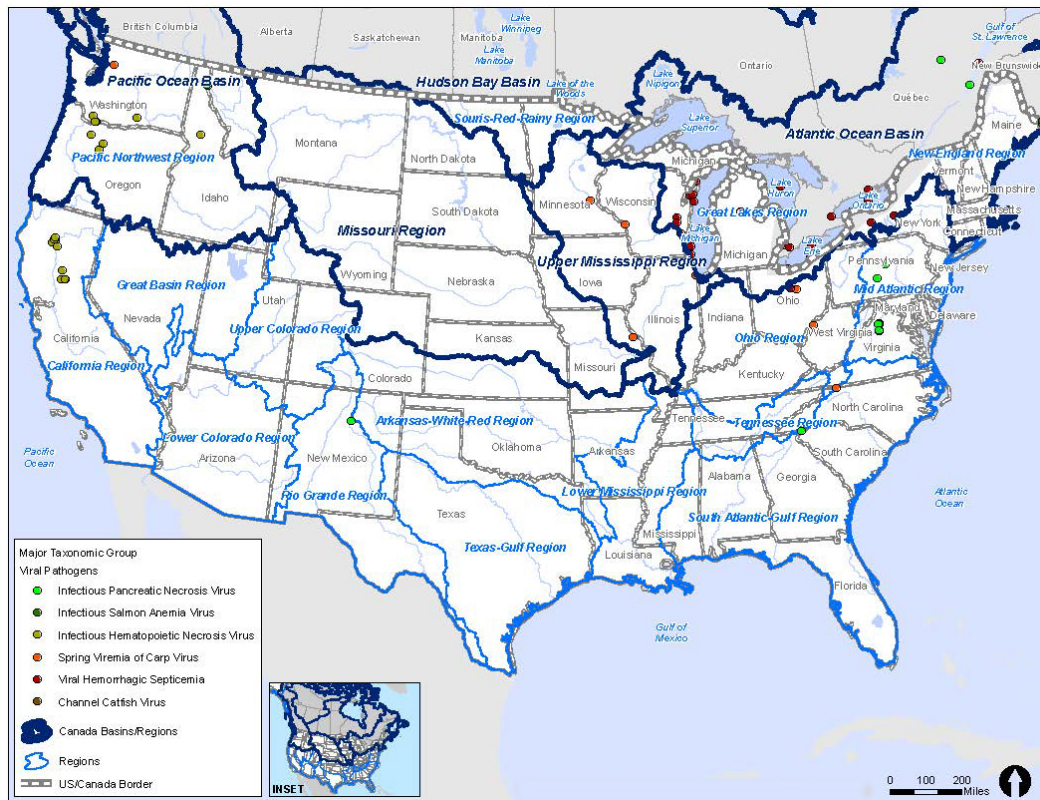 British Columbia
Alberta
Saskatchewan
Manitoba
Lake
Winnipeg
Lake
Manitoba
Ontario
Gulf of
St. Lawrence
New Brunswick
Québec
Pacific Ocean Basin
Hudson Bay Basin
Lake of the
Woods
Lake
Nipigon
Atlantic Ocean Basin
Souris-Red-Rainy Region
Lake
Superior
Washington
Montana
North Dakota
Maine
Pacific Northwest Region
Oregon
Idaho
Minnesota
Wisconsin
Michigan
Lake
Huron
Lake
Ontario
New England Region
Vermont
New Hampshire
Massachusetts
Connecticut
New York
South Dakota
Missouri Region
Wyoming
Great Lakes Region
Lake
Michigan
Michigan
Lake
Erie
Upper Mississippi Region
Pennsylvania
New Jersey
Mid Atlantic Region
Maryland
Delaware
Great Basin Region
Nevada
Utah
Nebraska
Iowa
Illinois
Indiana
Ohio
West Virginia
Virginia
California
California Region
Upper Colorado Region
Colorado
Kansas
Missouri
Ohio Region
Kentucky
Pacific
Ocean
Lower Colorado Region
Arizona
New Mexico
Arkansas-White-Red Region
Oklahoma
Arkansas
Tennessee
Tennessee Region
North Carolina
South Carolina
Rio Grande Region
Texas
Lower Mississippi Region
Alabama
Georgia
Atlantic
Ocean
South Atlantic-Gulf Region
Mississippi
Texas-Gulf Region
Louisiana
Florida
Gulf of
Mexico
Major Taxonomic Group
Viral Pathogens
Infectious Pancreatic Necrosis Virus
Infectious Salmon Anemia Virus
Infectious Hematopoietic Necrosis Virus
Spring Viremia of Carp Virus
Viral Hemorrhagic Septicemia
Channel Catfish Virus
Canada Basins/Regions
Regions
US/Canada Border
INSET
0 100 200
Miles